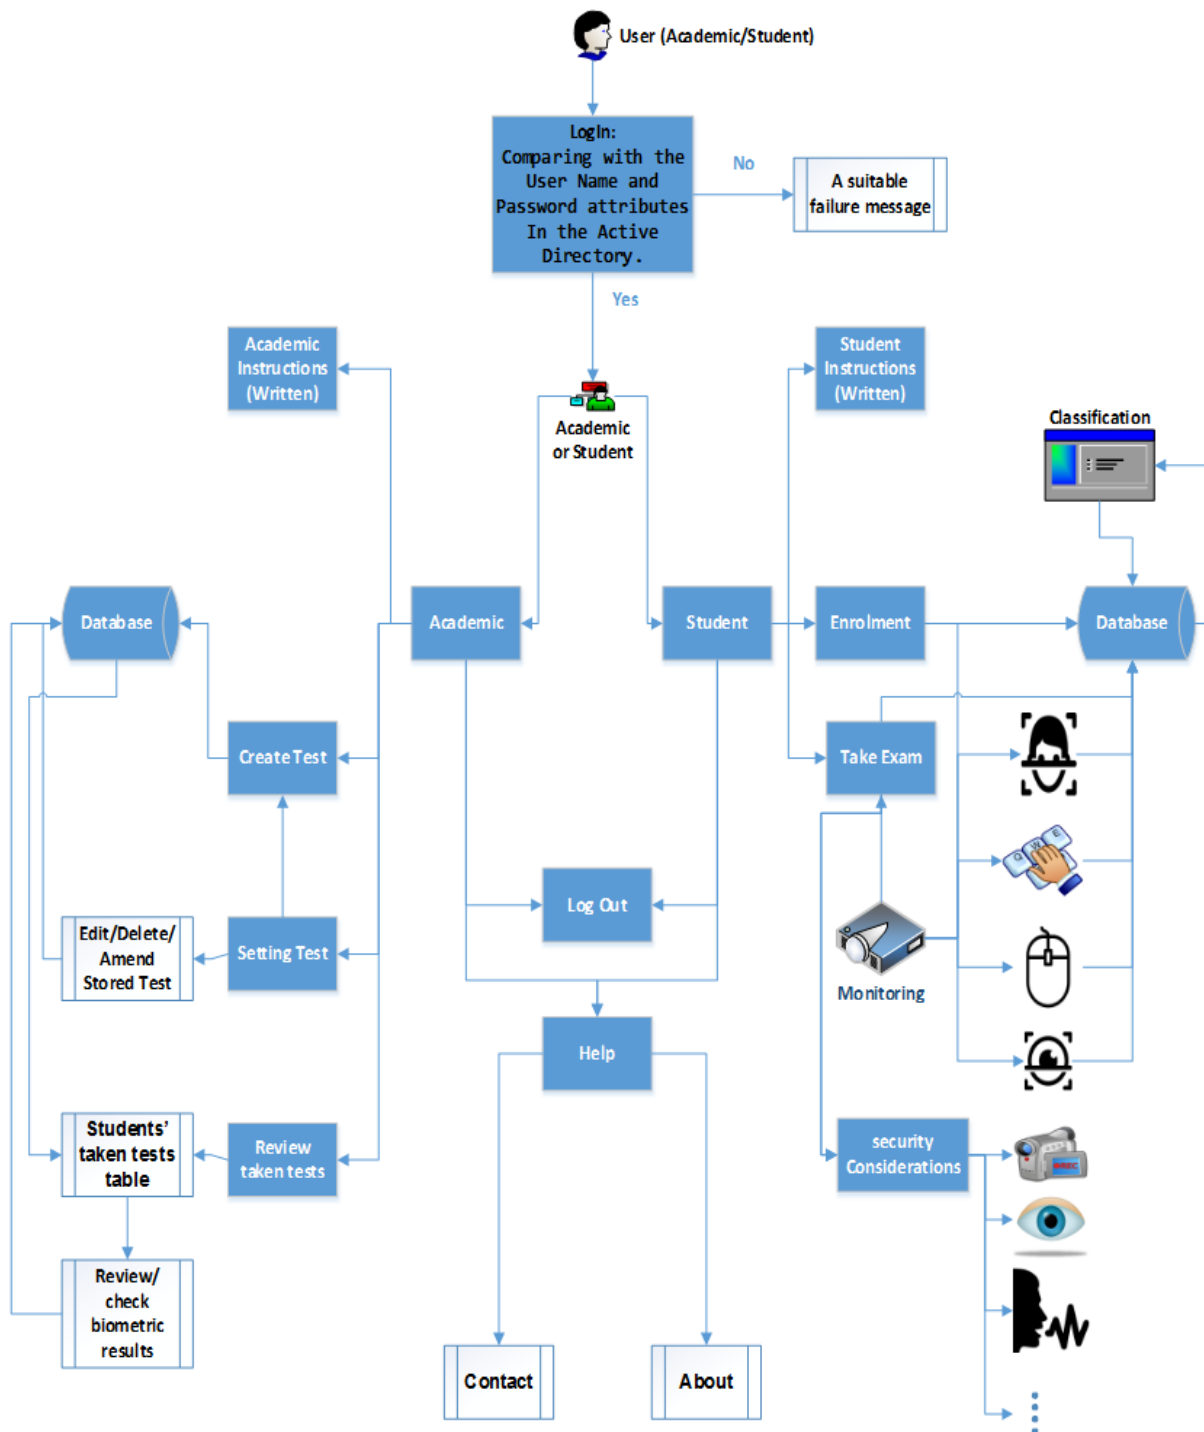 User (Academic/Student)
LogIn:
Comparing with the
User Name and
Password attributes
In the Active
Directory.
No
A suitable
failure message
Yes
Academic
Instructions
(Written)
Student
Instructions
(Written)
Academic
or Student
Classification
Database
Academic
Student
Enrolment
Database
Create Test
Take Exam
Q W E
Log Out
Edit/Delete/
Amend
Stored Test
Setting Test
Monitoring
Help
Students'
taken tests
table
Review
taken tests
security
Considerations
REC
Review/
check
biometric
results
Contact
About